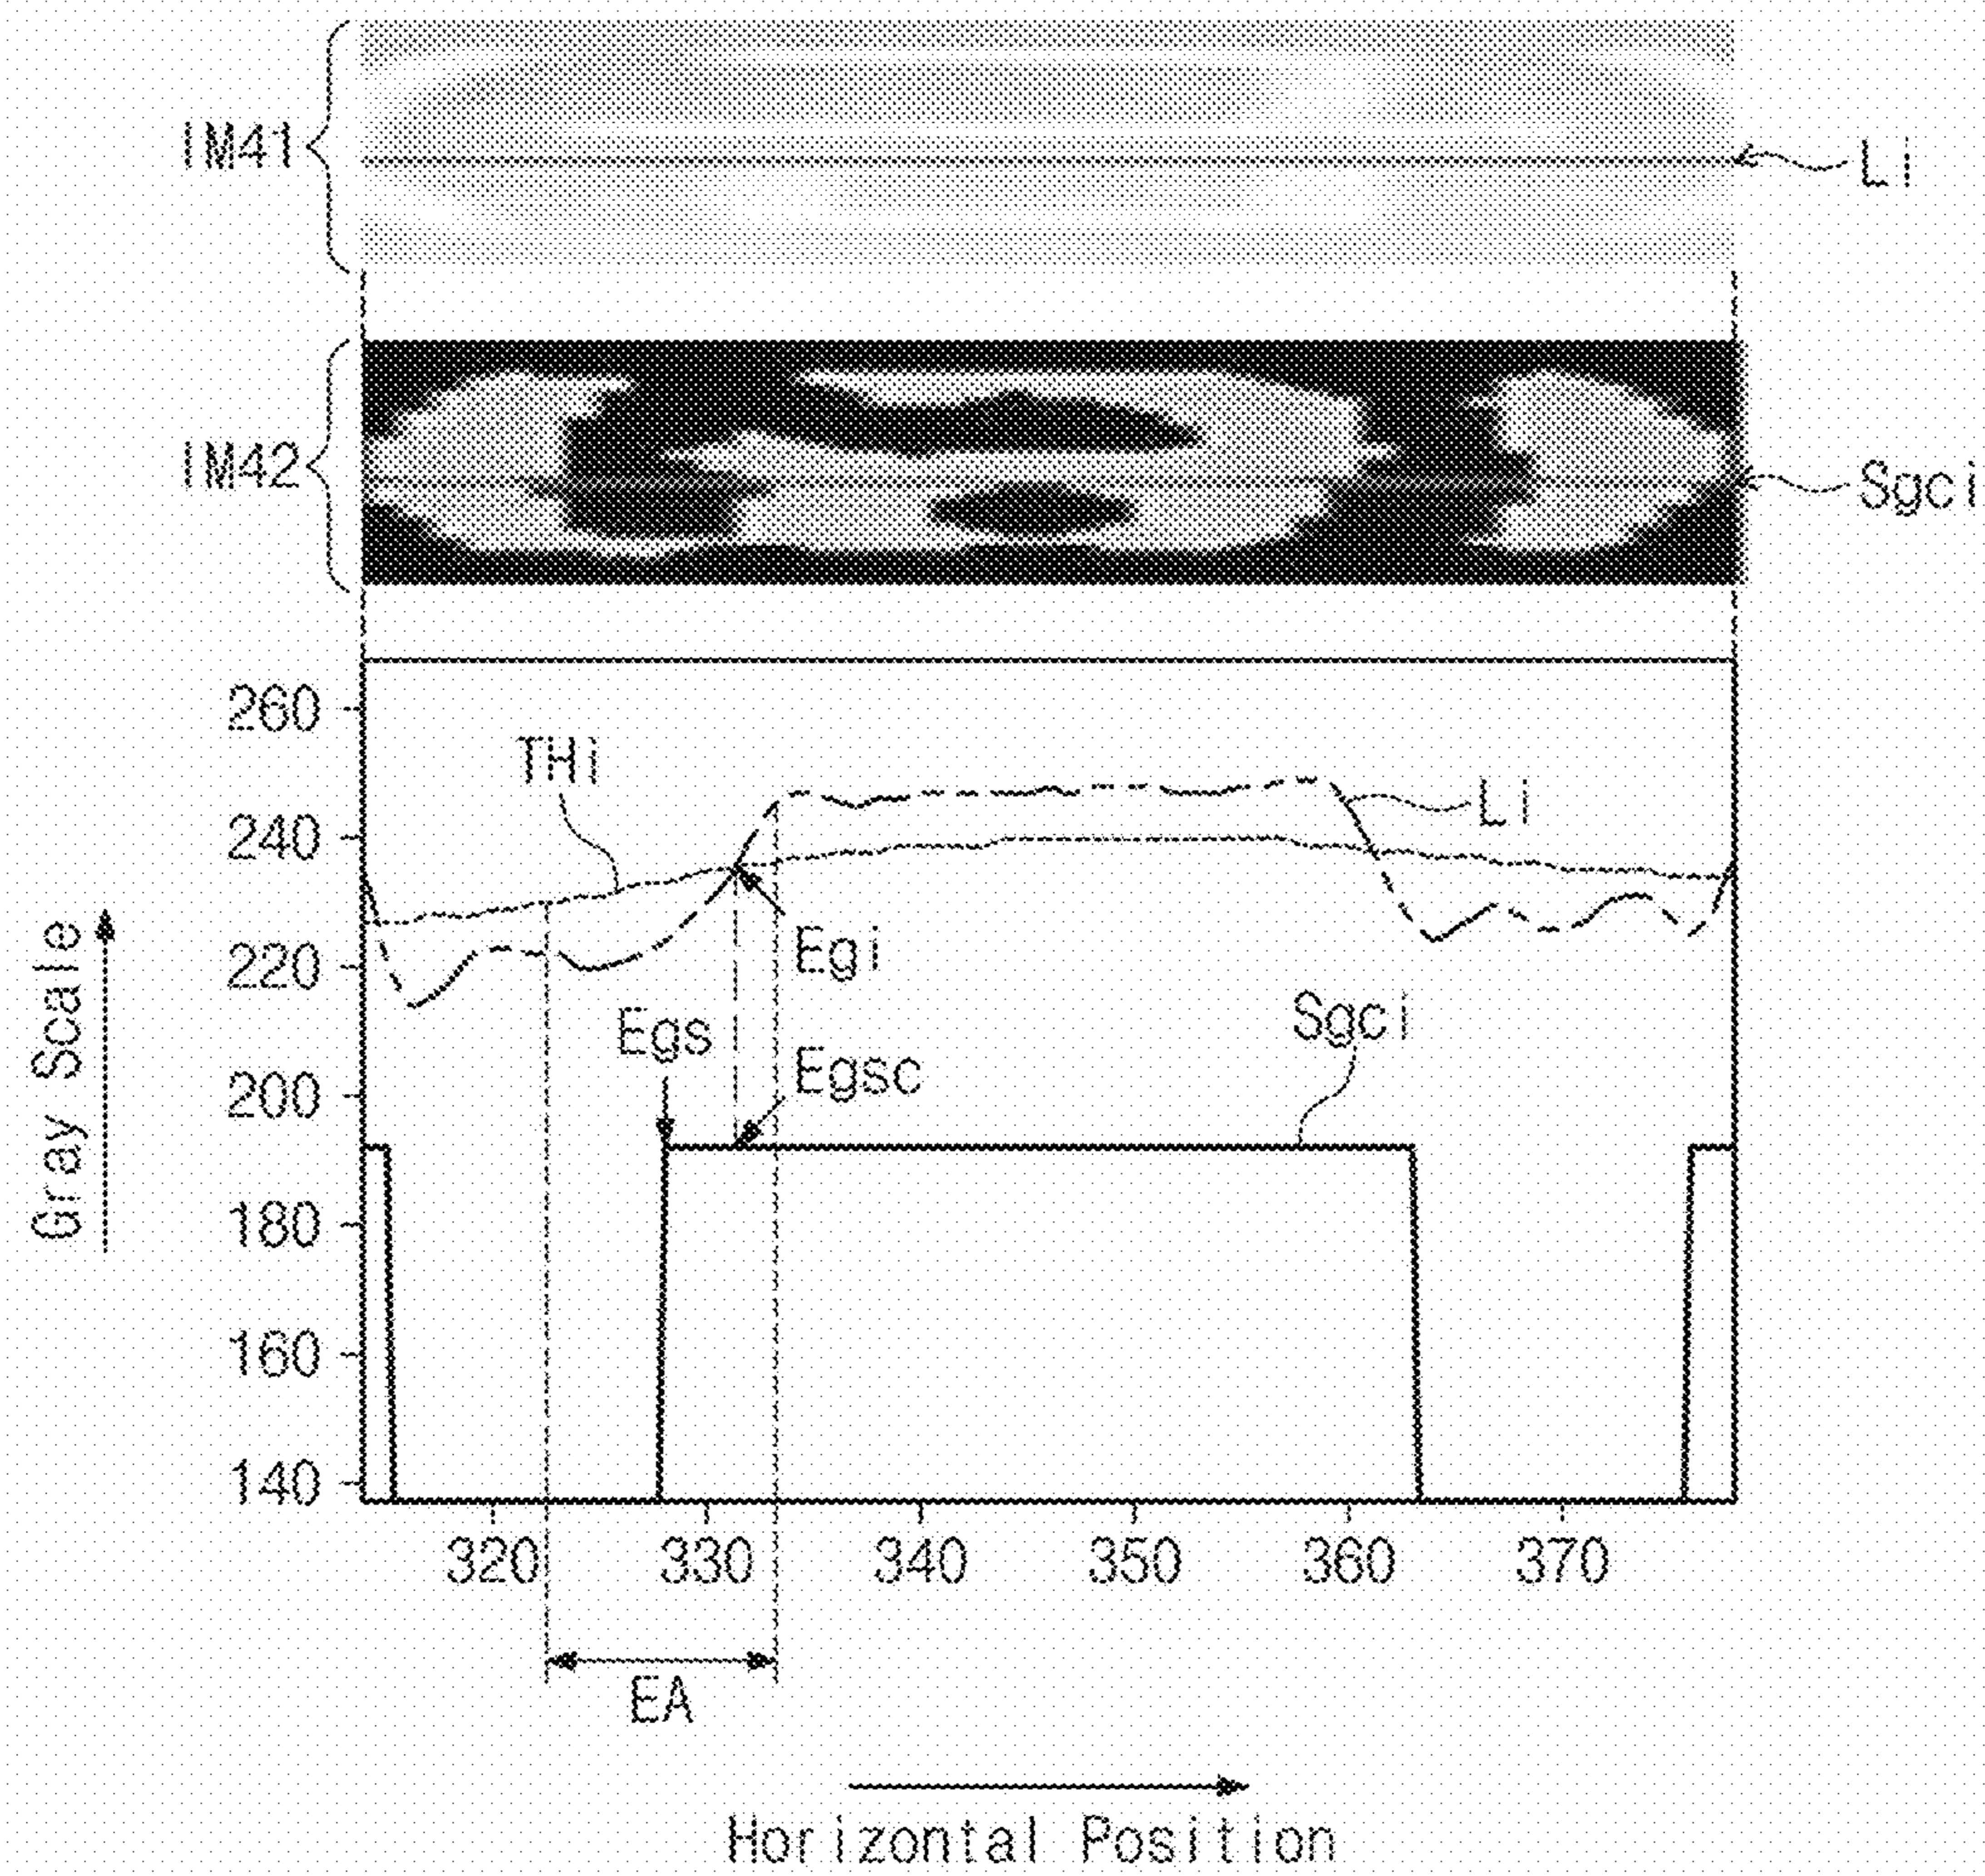 IM41
Li
IM42
Sgci
260
THi
Li
240
220
Egi
Egs
Sgci
Egsc
200
180
160
140
Gray Scale
320
330
340
350
360
370
EA
Horizontal Position